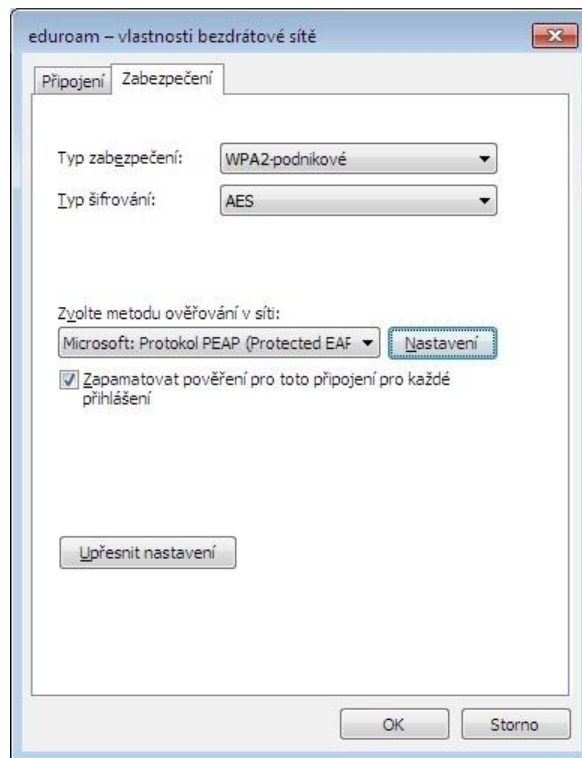 eduroam – vlastnosti bezdrátové sítě
Připojení
Zabezpečení
Typ zabezpečení:
WPA2-podnikové
Typ šifrování:
AES
Zvolte metodu ověřování v síti:
Microsoft: Protokol PEAP (Protected EAP
Nastavení
Zapamatovat pověření pro toto připojení pro každé
přihlášení
Upřesnit nastavení
OK
Storno